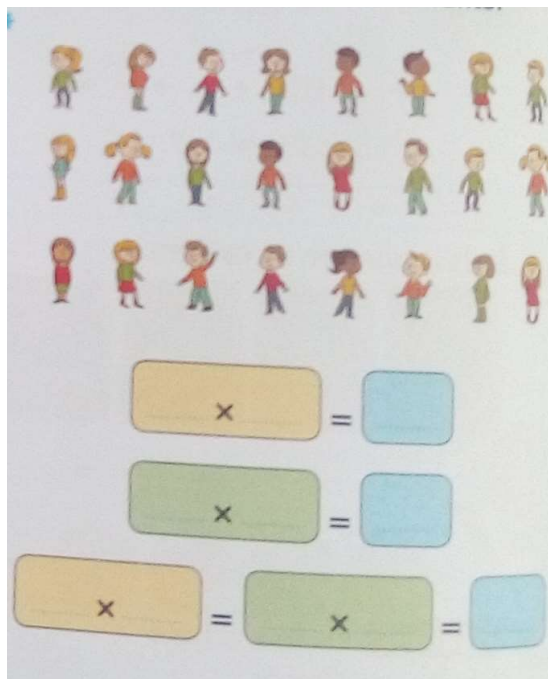 × =
× =
× = × =